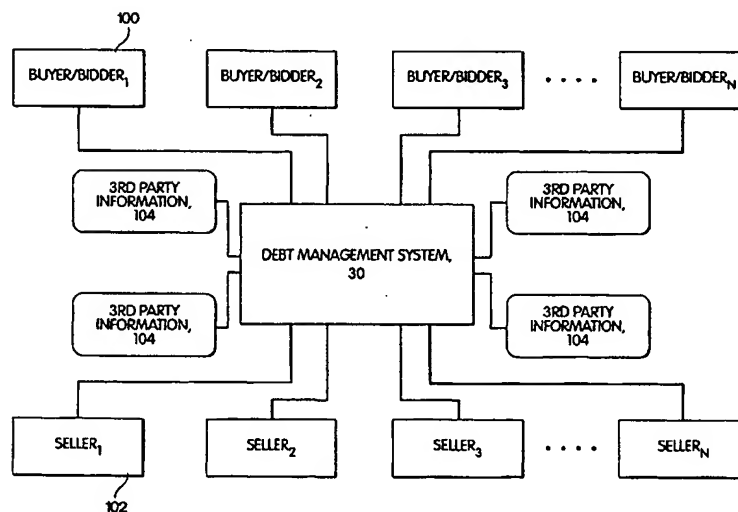 100
BUYER/BIDDER1
BUYER/BIDDER2
BUYER/BIDDER3
BUYER/BIDDERN
3RD PARTY
INFORMATION,
104
3RD PARTY
INFORMATION,
104
DEBT MANAGEMENT SYSTEM,
30
3RD PARTY
INFORMATION,
104
3RD PARTY
INFORMATION,
104
SELLER1
SELLER2
SELLER3
SELLERN
102